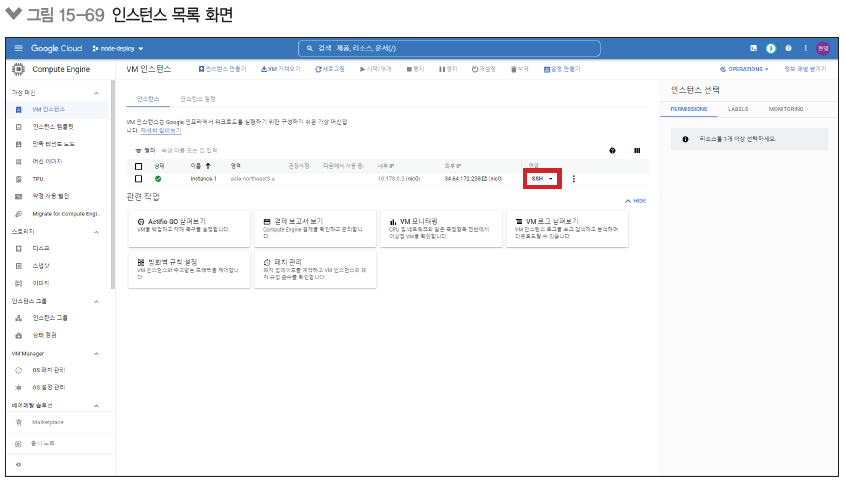 그림 15-69 인스턴스 목록 화면
Google Cloud node-deploy 검색 제품, 리소스, 문서(/)
Compute Engine VM 인스턴스 인스턴스 만들기 VM 가져오기 새로고침 시작/재개 중지 정지 재설정 삭제 일정 만들기 OPERATIONS 정보 패널 숨기기
가상 머신
VM 인스턴스
인스턴스 템플릿
단독 테넌트 노드
머신 이미지
TPU
약정 사용 할인
Migrate for Compute Engi...
스토리지
디스크
스냅샷
이미지
인스턴스 그룹
인스턴스 그룹
상태 점검
VM Manager
OS 패치 관리
OS 설정 관리
베어메탈 솔루션
Marketplace
출시 노트
인스턴스 인스턴스 일정
VM 인스턴스는 Google 인프라에서 워크로드를 실행하기 위한 구성하기 쉬운 가상 머신입
니다. 자세히 알아보기
필터 속성 이름 또는 값 입력
상태 이름 영역 권장사항 다음에서 사용 중: 내부 IP 외부 IP 연결
instance-1 asia-northeast3-a 10.178.0.2 (nic0) 34.64.172.238 (nic0) SSH
관련 작업 HIDE
Actifio GO 살펴보기
VM을 백업하고 재해 복구를 설정합니다.
결제 보고서 보기
Compute Engine 결제를 확인하고 관리합니
다.
VM 모니터링
CPU 및 네트워크와 같은 측정항목 전반에서
이상점 VM을 확인합니다.
VM 로그 살펴보기
VM 인스턴스 로그를 보고 검색하고 분석하며
다운로드할 수 있습니다.
방화벽 규칙 설정
VM 인스턴스와 주고받는 트래픽을 제어합니
다.
패치 관리
패치 업데이트를 예약하고 VM 인스턴스의 패
치 규정 준수를 확인합니다.
인스턴스 선택
PERMISSIONS LABELS MONITORING
리소스를 1개 이상 선택하세요.